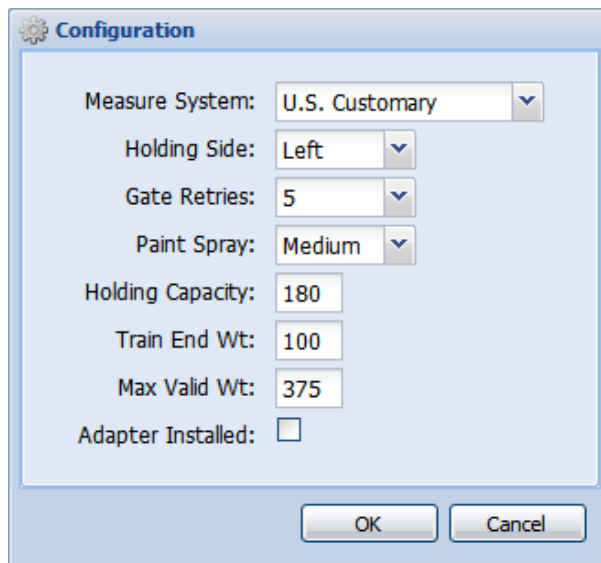 Configuration
Measure System: U.S. Customary
Holding Side: Left
Gate Retries: 5
Paint Spray: Medium
Holding Capacity: 180
Train End Wt: 100
Max Valid Wt: 375
Adapter Installed:
OK Cancel